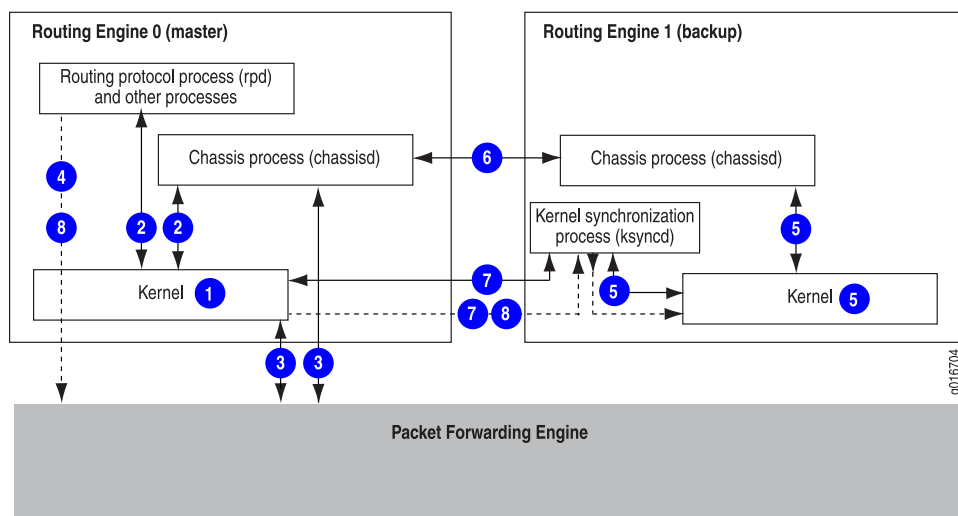 Routing Engine 0 (master)
Routing Engine 1 (backup)
Routing protocol process (rpd)
and other processes
Chassis process (chassisd)
6
Chassis process (chassisd)
4
8
2
2
Kernel synchronization
process (ksyncd)
5
Kernel 1
7
5
Kernel 5
7 8
3
3
g016704
Packet Forwarding Engine